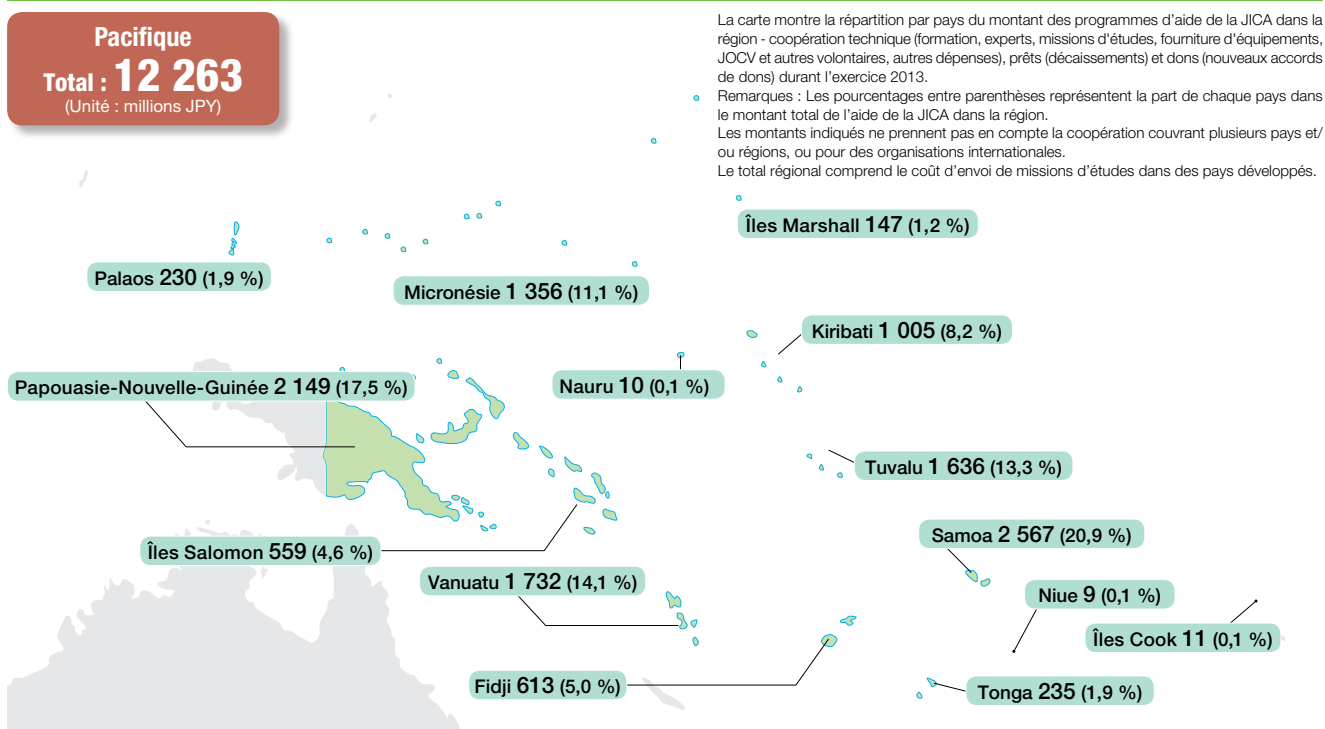 Pacifique
Total : 12 263
(Unité : millions JPY)
La carte montre la répartition par pays du montant des programmes d’aide de la JICA dans la
région - coopération technique (formation, experts, missions d'études, fourniture d'équipements,
JOCV et autres volontaires, autres dépenses), prêts (décaissements) et dons (nouveaux accords
de dons) durant l’exercice 2013.
Remarques : Les pourcentages entre parenthèses représentent la part de chaque pays dans
le montant total de l’aide de la JICA dans la région.
Les montants indiqués ne prennent pas en compte la coopération couvrant plusieurs pays et/
ou régions, ou pour des organisations internationales.
Le total régional comprend le coût d’envoi de missions d’études dans des pays développés.
Îles Marshall 147 (1,2 %)
Palaos 230 (1,9 %)
Micronésie 1 356 (11,1 %)
Kiribati 1 005 (8,2 %)
Papouasie-Nouvelle-Guinée 2 149 (17,5 %)
Nauru 10 (0,1 %)
Tuvalu 1 636 (13,3 %)
Samoa 2 567 (20,9 %)
Îles Salomon 559 (4,6 %)
Vanuatu 1 732 (14,1 %)
Niue 9 (0,1 %)
Îles Cook 11 (0,1 %)
Fidji 613 (5,0 %)
Tonga 235 (1,9 %)